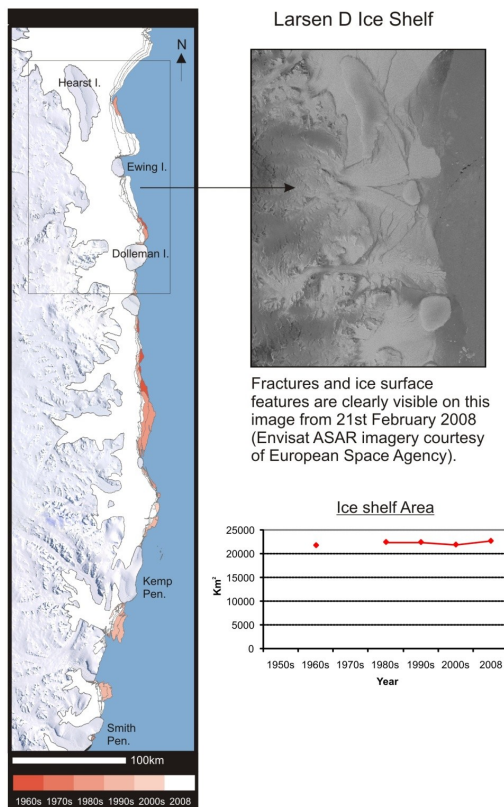 Larsen D Ice Shelf
N
Hearst I.
Ewing I.
Dolleman I.
Kemp
Pen.
Smith
Pen.
100km
1960s 1970s 1980s 1990s 2000s 2008
Fractures and ice surface
features are clearly visible on this
image from 21st February 2008
(Envisat ASAR imagery courtesy
of European Space Agency).
Ice shelf Area
Km²
25000
20000
15000
10000
5000
0
1950s 1960s 1970s 1980s 1990s 2000s 2008
Year